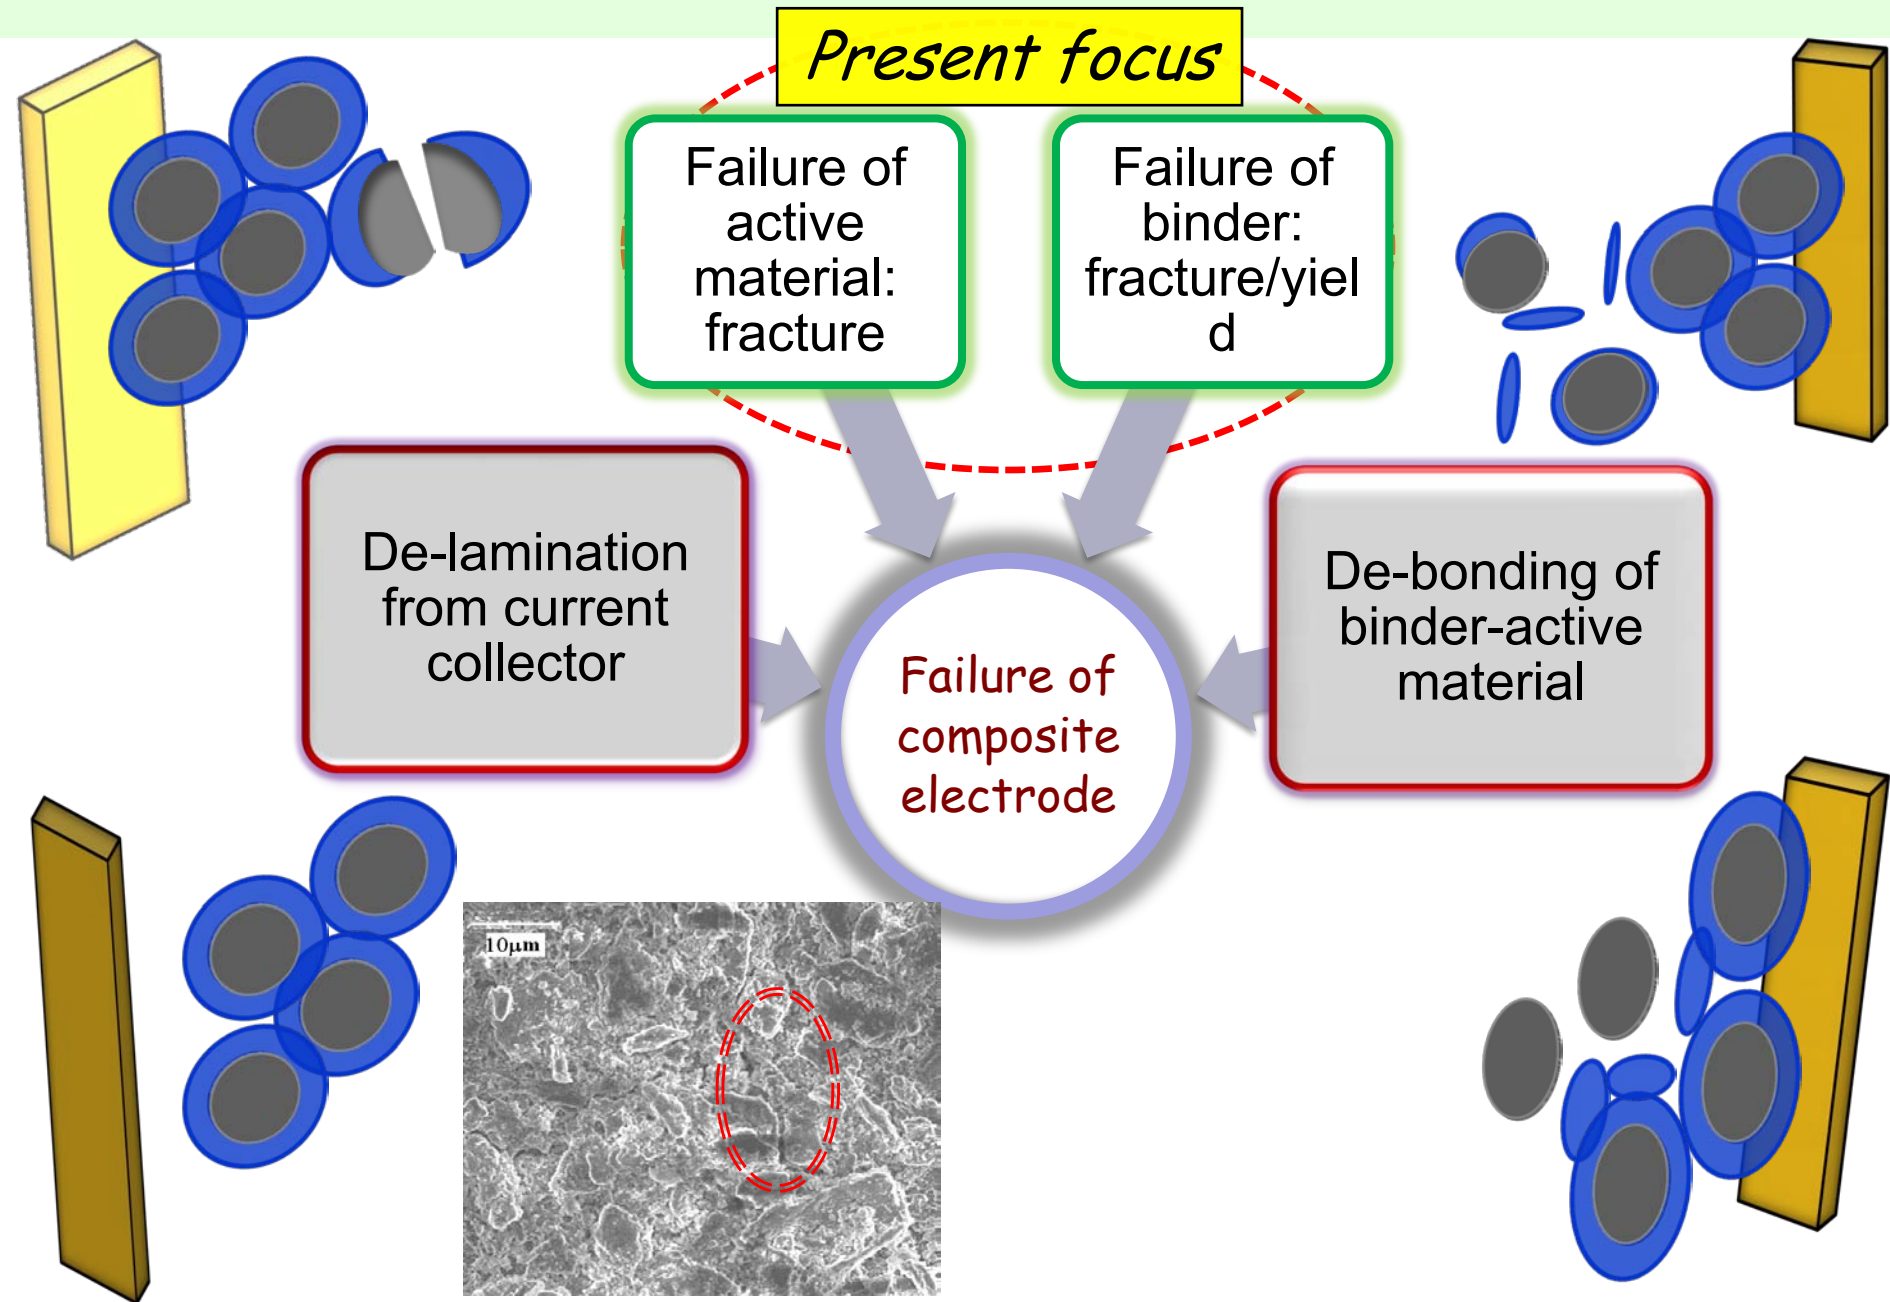 Present focus
Failure of
active
material:
fracture
Failure of
binder:
fracture/yiel
d
De-lamination
from current
collector
De-bonding of
binder-active
material
Failure of
composite
electrode
10μm